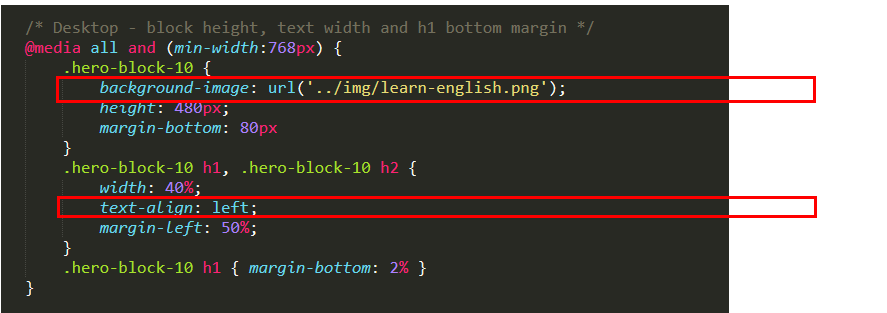 /* Desktop - block height, text width and h1 bottom margin */
@media all and (min-width:768px) {
.hero-block-10 {
background-image: url('../img/learn-english.png');
height: 480px;
margin-bottom: 80px
}
.hero-block-10 h1, .hero-block-10 h2 {
width: 40%;
text-align: left;
margin-left: 50%;
}
.hero-block-10 h1 { margin-bottom: 2% }
}